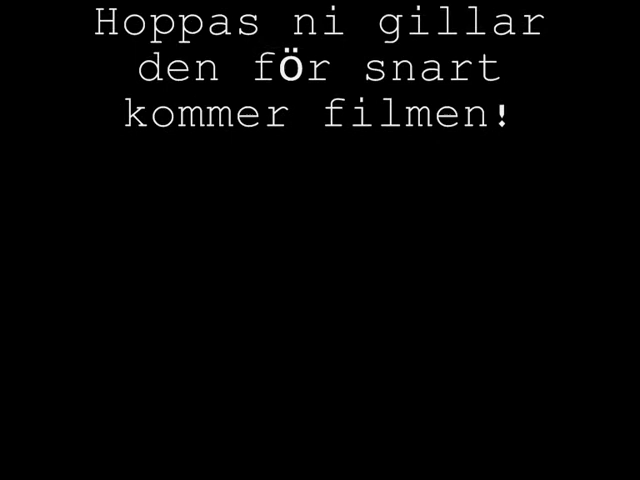 Hoppas ni gillar
den för snart
kommer filmen!